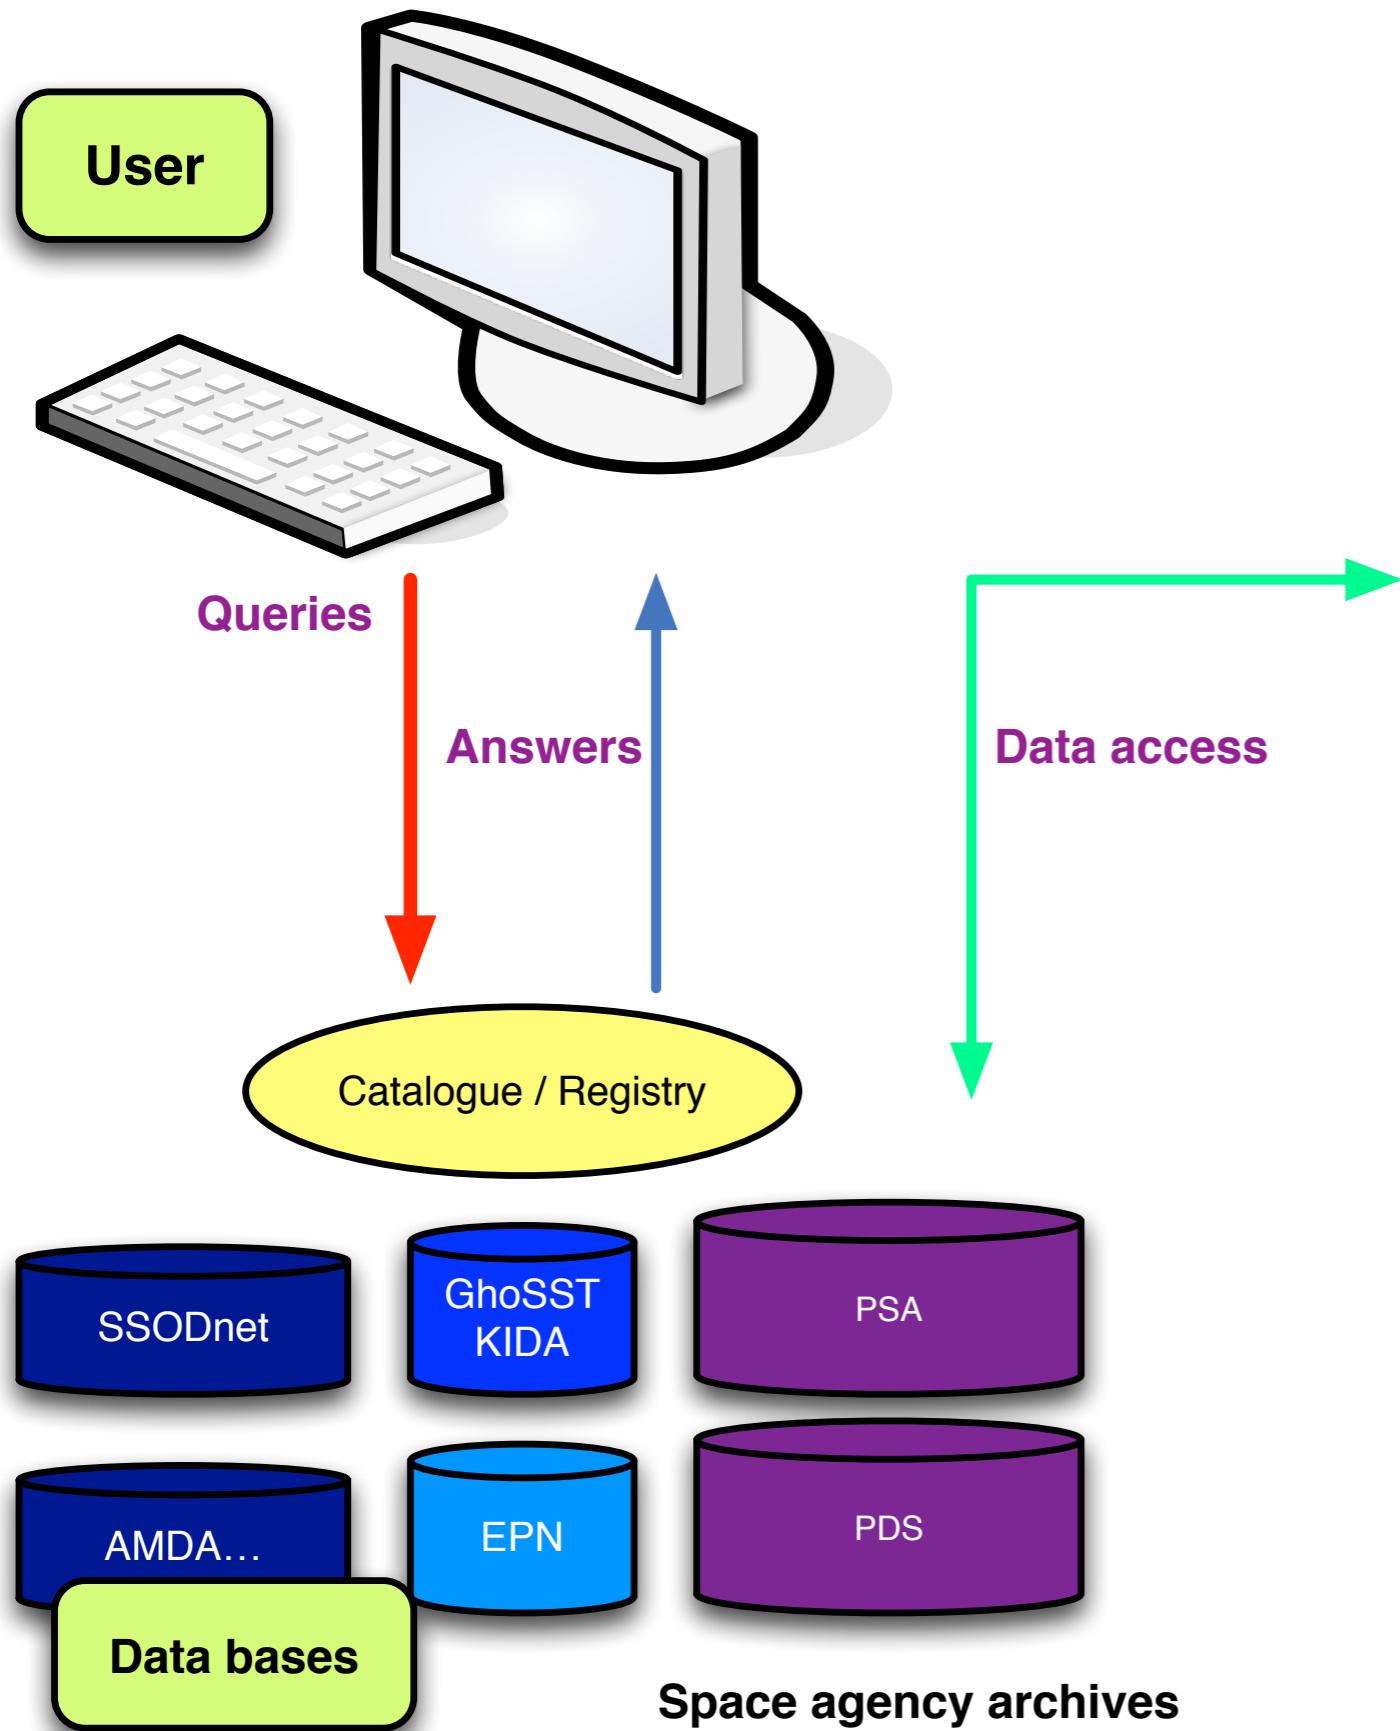 User
Queries
Answers
Data access
Catalogue / Registry
SSODnet
GhoSST
KIDA
PSA
AMDA…
EPN
PDS
Data bases
Space agency archives